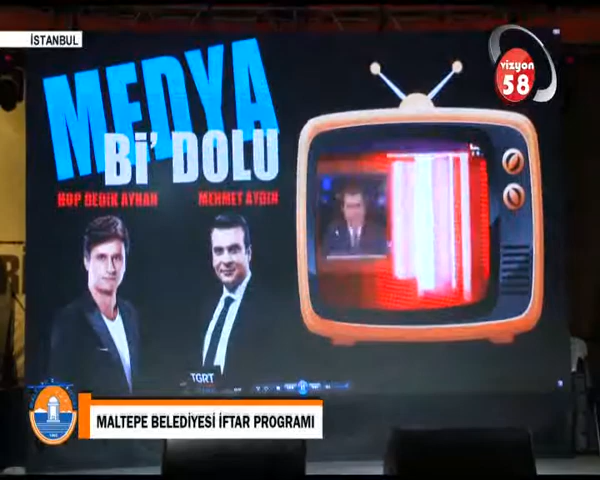 İSTANBUL
vizyon
58
MEDYA
Bi' DOLU
HOP DEDİK AYHAN
MEHMET AYDIN
TGRT
MALTEPE BELEDİYESİ İFTAR PROGRAMI